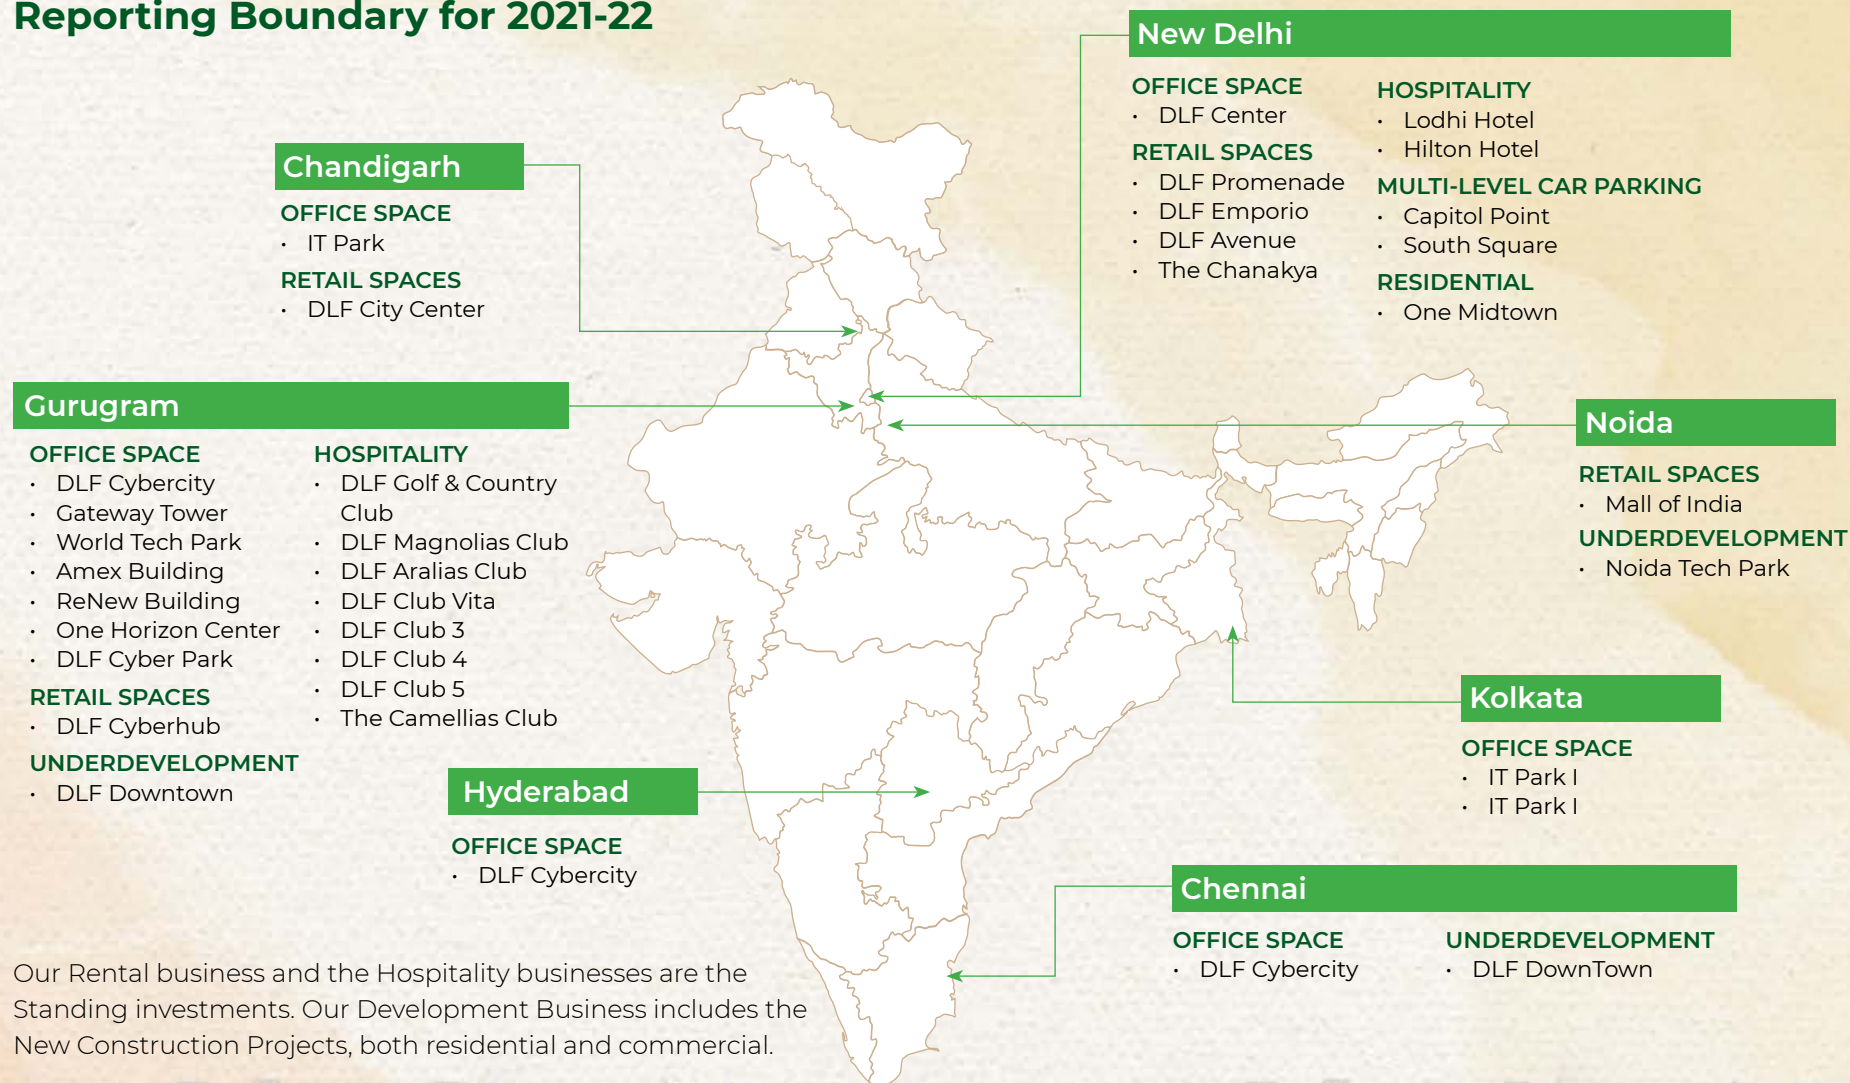 Reporting Boundary for 2021-22
New Delhi
OFFICE SPACE
• DLF Center
RETAIL SPACES
• DLF Promenade
• DLF Emporio
• DLF Avenue
• The Chanakya
HOSPITALITY
• Lodhi Hotel
• Hilton Hotel
MULTI-LEVEL CAR PARKING
• Capitol Point
• South Square
RESIDENTIAL
• One Midtown
Chandigarh
OFFICE SPACE
• IT Park
RETAIL SPACES
• DLF City Center
Gurugram
OFFICE SPACE
• DLF Cybercity
• Gateway Tower
• World Tech Park
• Amex Building
• ReNew Building
• One Horizon Center
• DLF Cyber Park
RETAIL SPACES
• DLF Cyberhub
UNDERDEVELOPMENT
• DLF Downtown
HOSPITALITY
• DLF Golf & Country
Club
• DLF Magnolias Club
• DLF Aralias Club
• DLF Club Vita
• DLF Club 3
• DLF Club 4
• DLF Club 5
• The Camellias Club
Noida
RETAIL SPACES
• Mall of India
UNDERDEVELOPMENT
• Noida Tech Park
Kolkata
OFFICE SPACE
• IT Park I
• IT Park I
Hyderabad
OFFICE SPACE
• DLF Cybercity
Chennai
OFFICE SPACE
• DLF Cybercity
UNDERDEVELOPMENT
• DLF DownTown
Our Rental business and the Hospitality businesses are the
Standing investments. Our Development Business includes the
New Construction Projects, both residential and commercial.